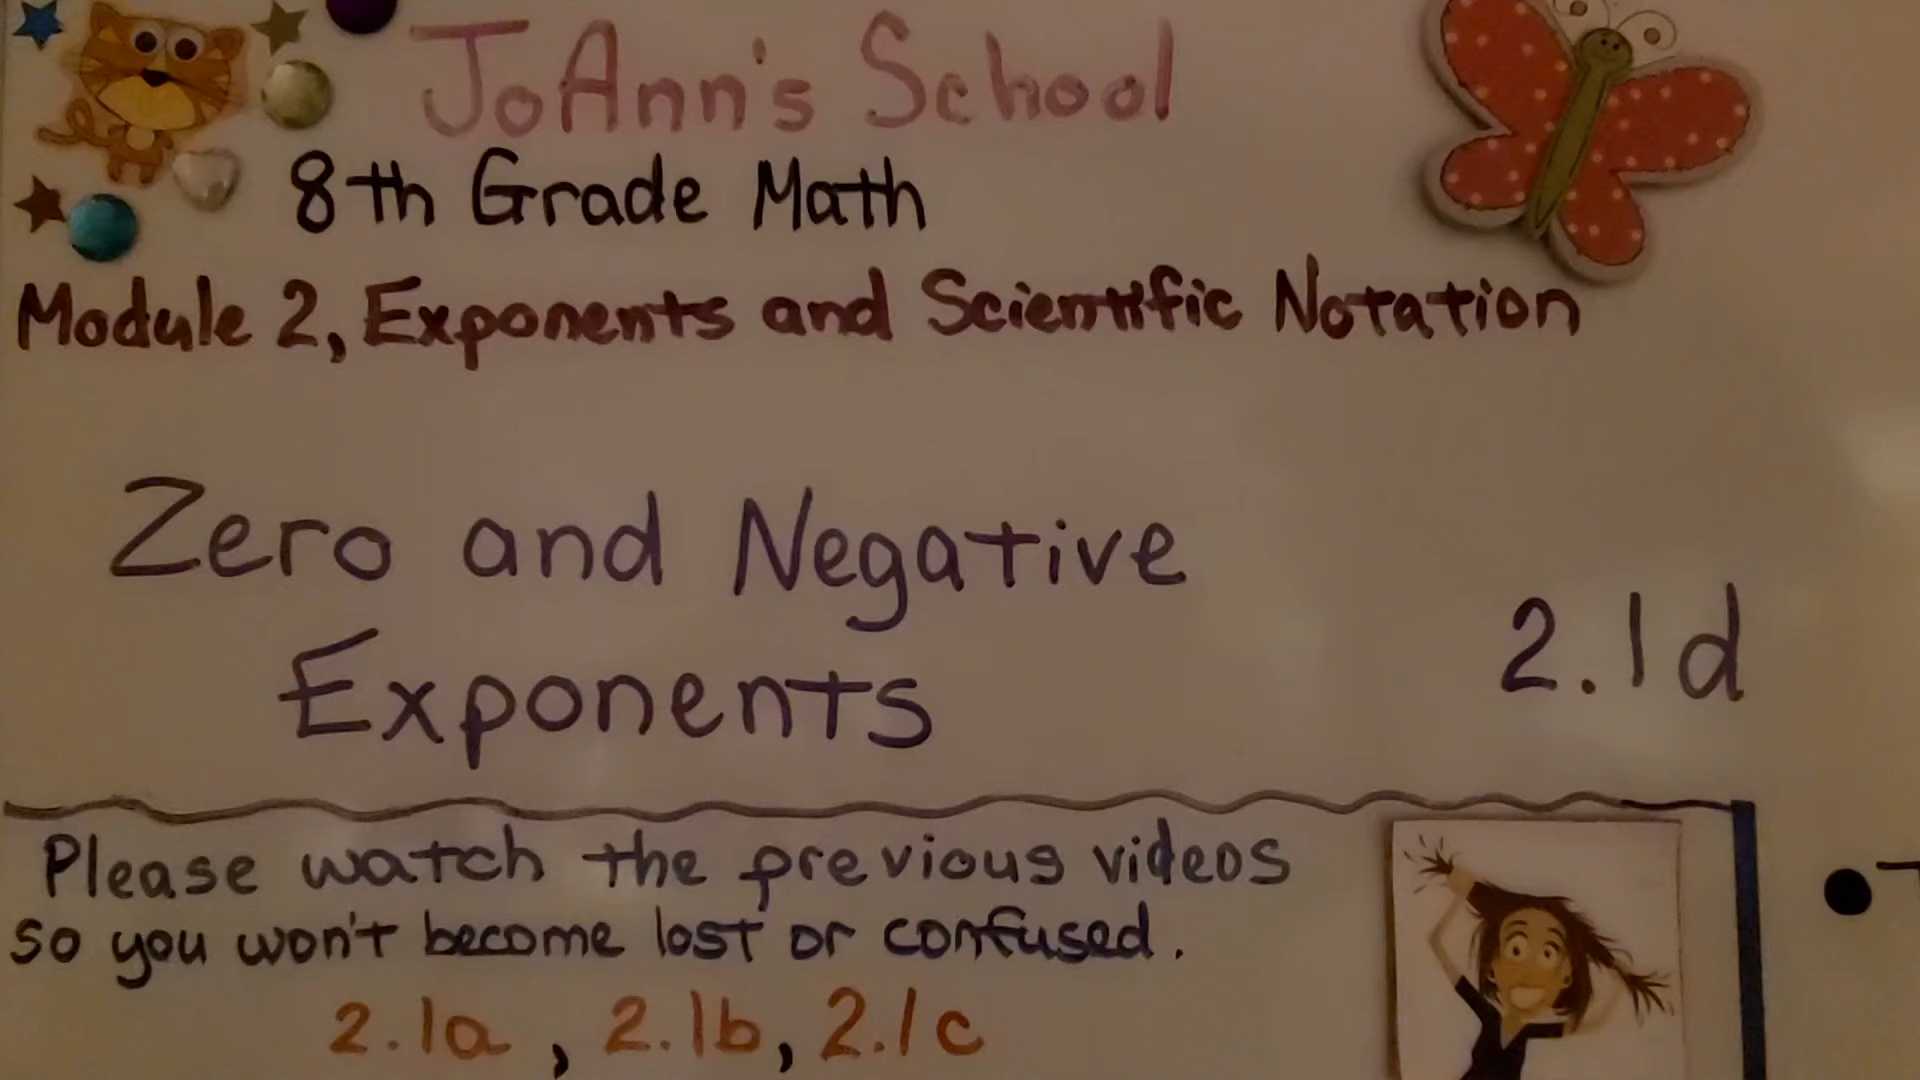 JoAnn's School
8th Grade Math
Module 2, Exponents and Scientific Notation
Zero and Negative
Exponents
2.1d
Please watch the previous videos
so you won't become lost or confused.
2.1a, 2.1b, 2.1c